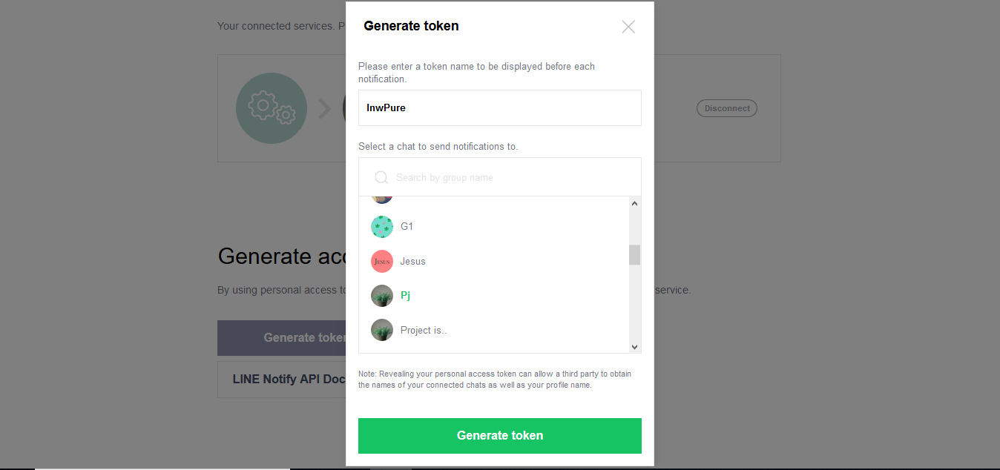 Your connected services. P
Generate token
Please enter a token name to be displayed before each
notification.
InwPure
Disconnect
Select a chat to send notifications to.
Search by group name
G1
Jesus
Jesus
Pj
Project is..
Generate acc
By using personal access to
service.
Generate token
LINE Notify API Doc
Note: Revealing your personal access token can allow a third party to obtain
the names of your connected chats as well as your profile name.
Generate token